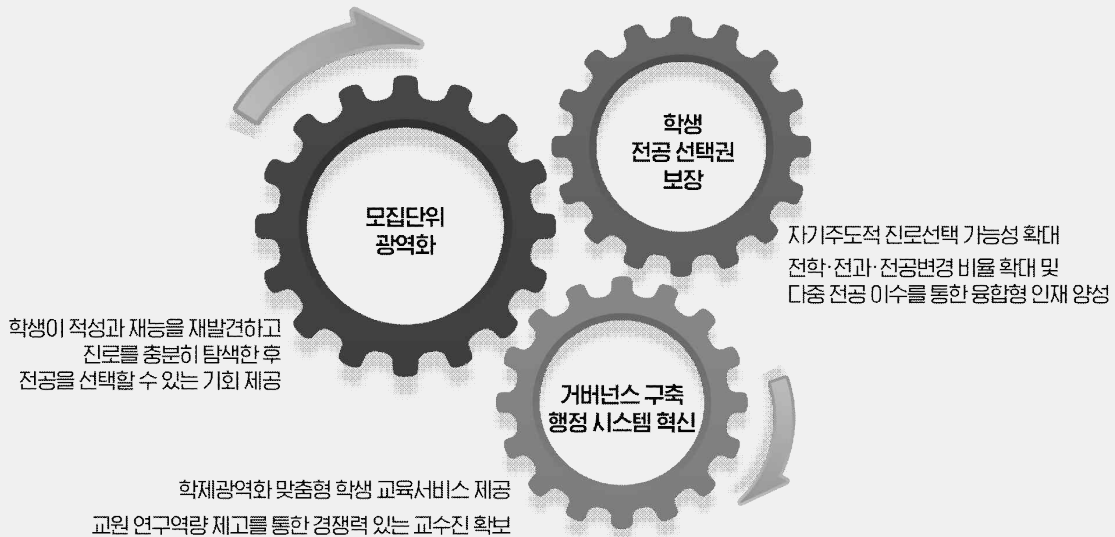 모집단위
광역화
학생이 적성과 재능을 재발견하고
진로를 충분히 탐색한 후
전공을 선택할 수 있는 기회 제공
학생
전공 선택권
보장
자기주도적 진로선택 가능성 확대
전학·전과·전공변경 비율 확대 및
다중 전공 이수를 통한 융합형 인재 양성
거버넌스 구축
행정 시스템 혁신
학제광역화 맞춤형 학생 교육서비스 제공
교원 연구역량 제고를 통한 경쟁력 있는 교수진 확보